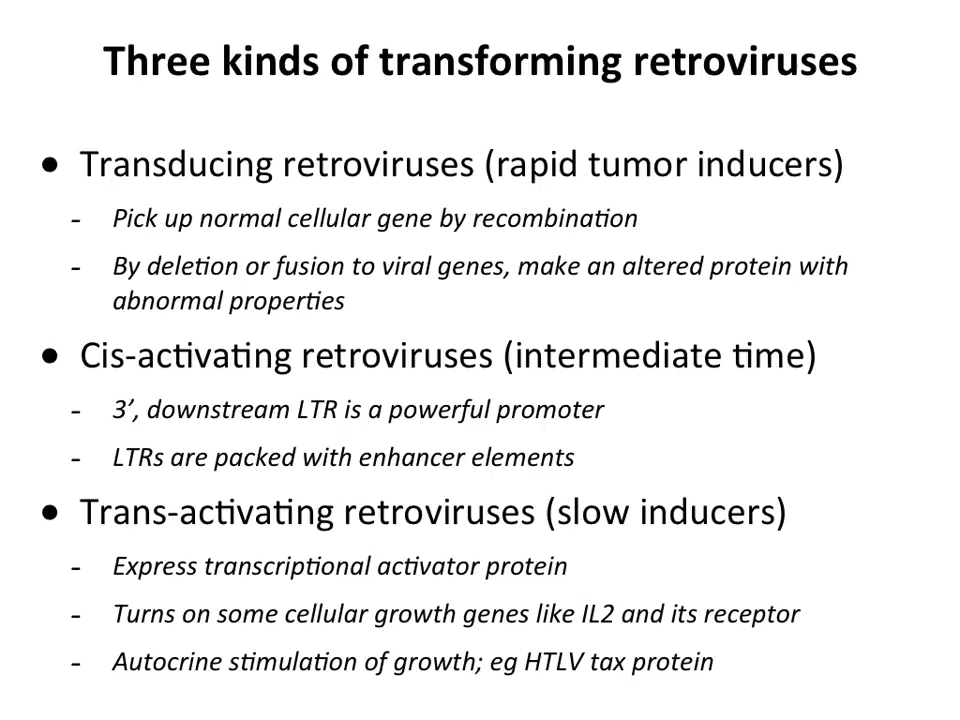 Three kinds of transforming retroviruses
• Transducing retroviruses (rapid tumor inducers)
- Pick up normal cellular gene by recombination
- By deletion or fusion to viral genes, make an altered protein with
abnormal properties
• Cis-activating retroviruses (intermediate time)
- 3’, downstream LTR is a powerful promoter
- LTRs are packed with enhancer elements
• Trans-activating retroviruses (slow inducers)
- Express transcriptional activator protein
- Turns on some cellular growth genes like IL2 and its receptor
- Autocrine stimulation of growth; eg HTLV tax protein